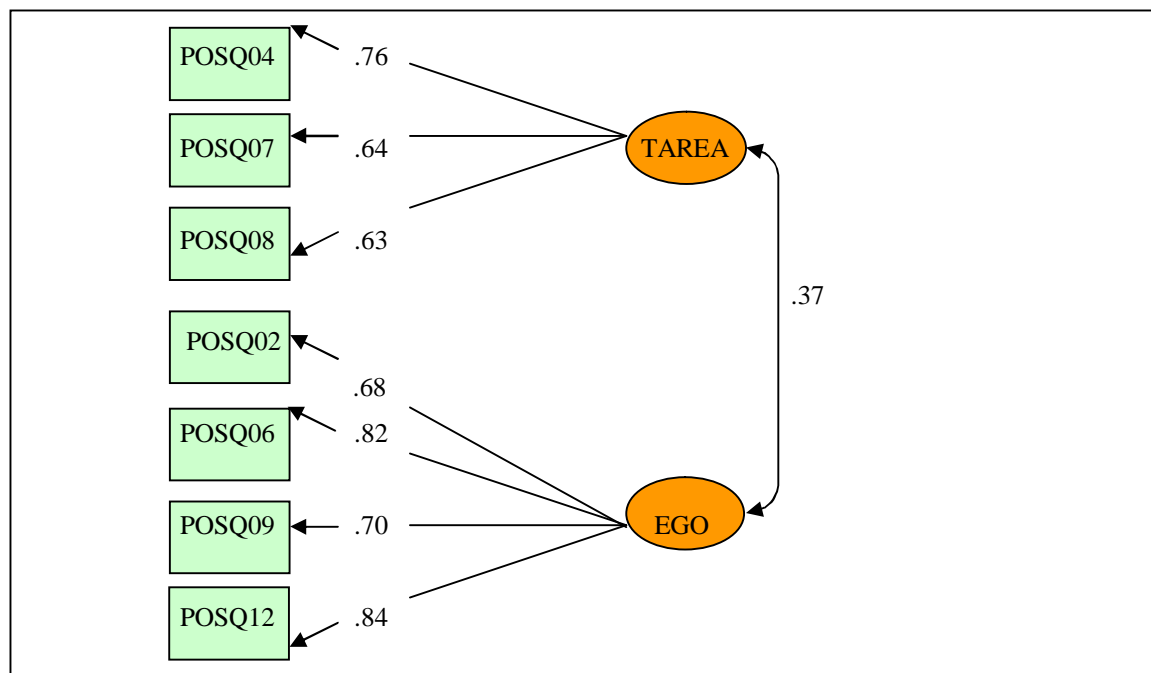 POSQ04
.76
TAREA
POSQ07
.64
POSQ08
.63
.37
POSQ02
.68
POSQ06
.82
POSQ09
.70
EGO
POSQ12
.84